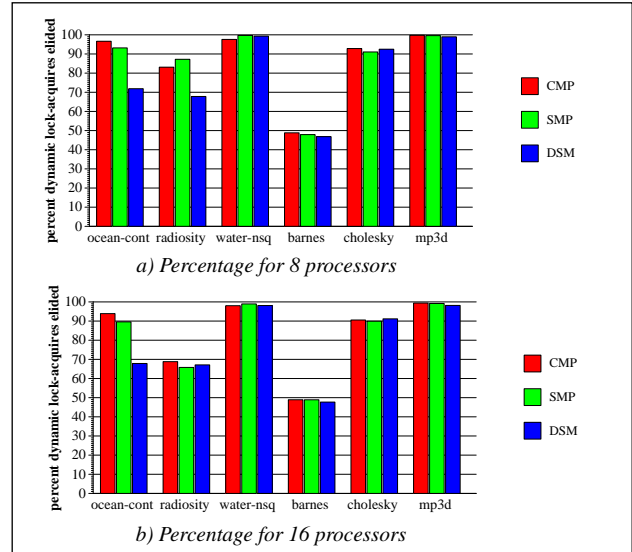 percent dynamic lock-acquires elided
100
90
80
70
60
50
40
30
20
10
0
ocean-cont radiosity water-nsq barnes cholesky mp3d
CMP
SMP
DSM
a) Percentage for 8 processors
percent dynamic lock-acquires elided
100
90
80
70
60
50
40
30
20
10
0
ocean-cont radiosity water-nsq barnes cholesky mp3d
CMP
SMP
DSM
b) Percentage for 16 processors